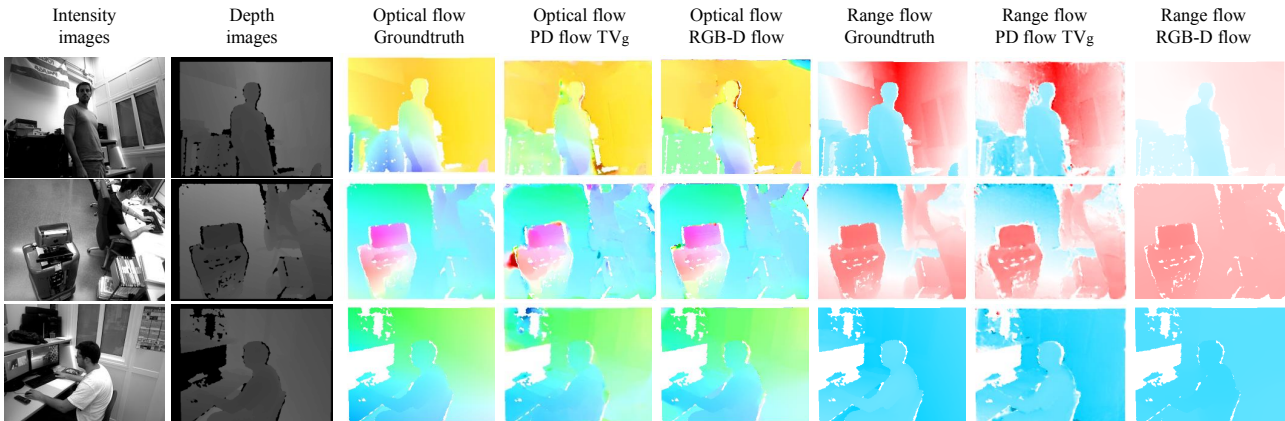 Intensity
images
Depth
images
Optical flow
Groundtruth
Optical flow
PD flow TVg
Optical flow
RGB-D flow
Range flow
Groundtruth
Range flow
PD flow TVg
Range flow
RGB-D flow